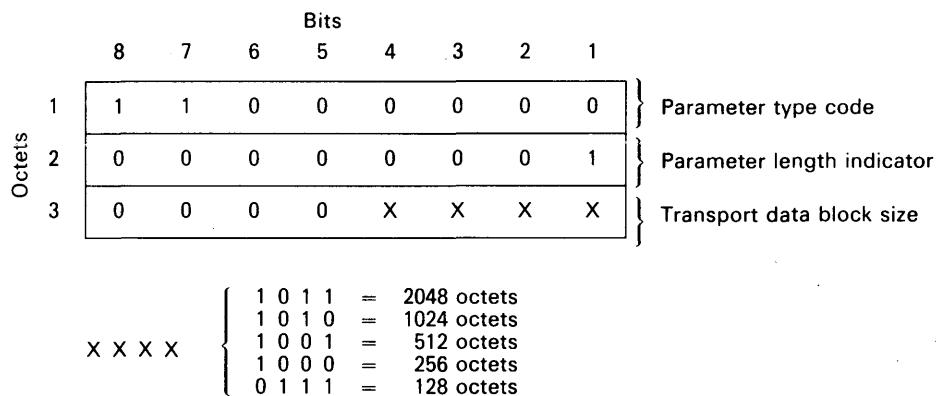 Bits
8 7 6 5 4 3 2 1
Octets
1 1 1 0 0 0 0 0 0 Parameter type code
2 0 0 0 0 0 0 0 1 Parameter length indicator
3 0 0 0 0 X X X X Transport data block size
1 0 1 1 = 2048 octets
1 0 1 0 = 1024 octets
X X X X 1 0 0 1 = 512 octets
1 0 0 0 = 256 octets
0 1 1 1 = 128 octets